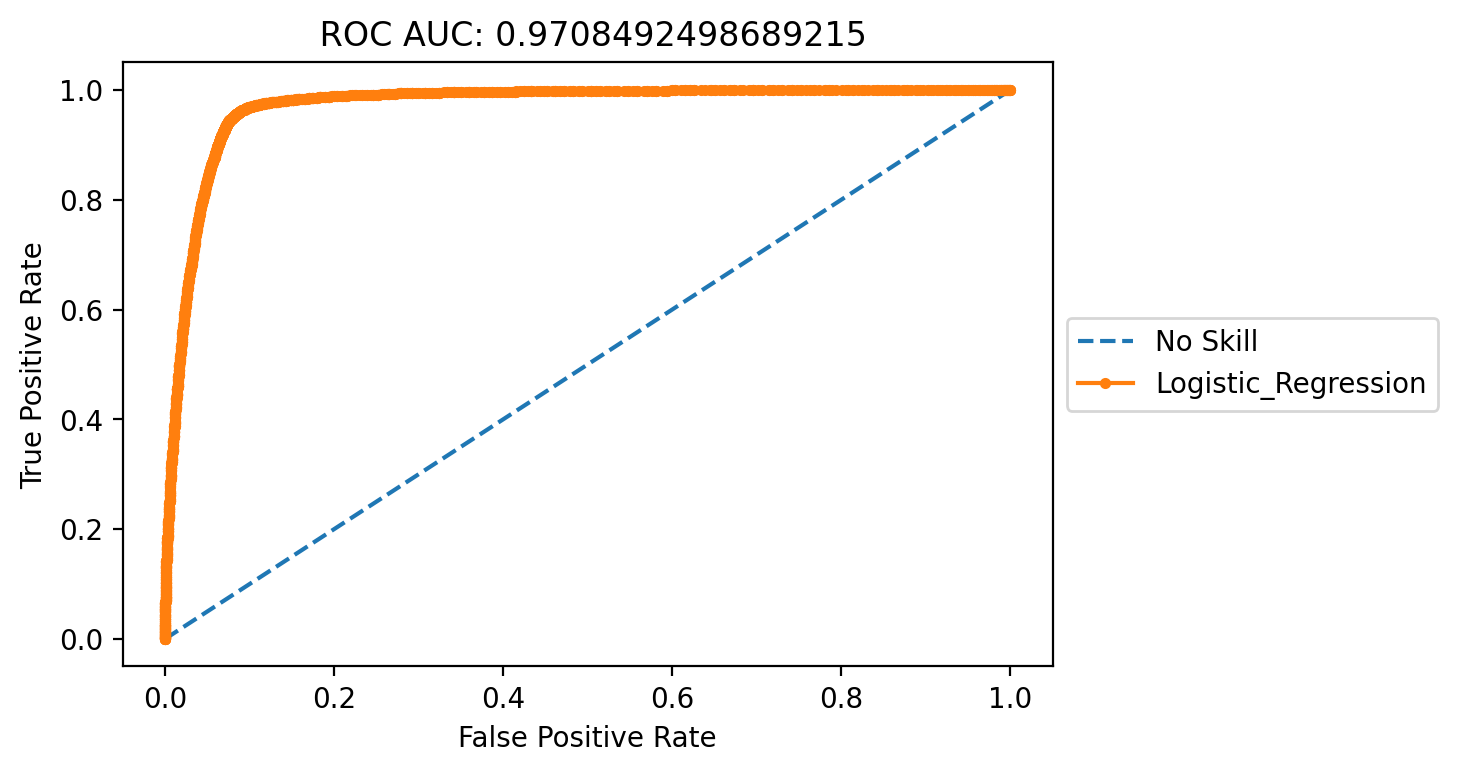 ROC AUC: 0.9708492498689215
1.0
0.8
0.6
0.4
0.2
0.0
True Positive Rate
0.0 0.2 0.4 0.6 0.8 1.0
False Positive Rate
No Skill
Logistic_Regression